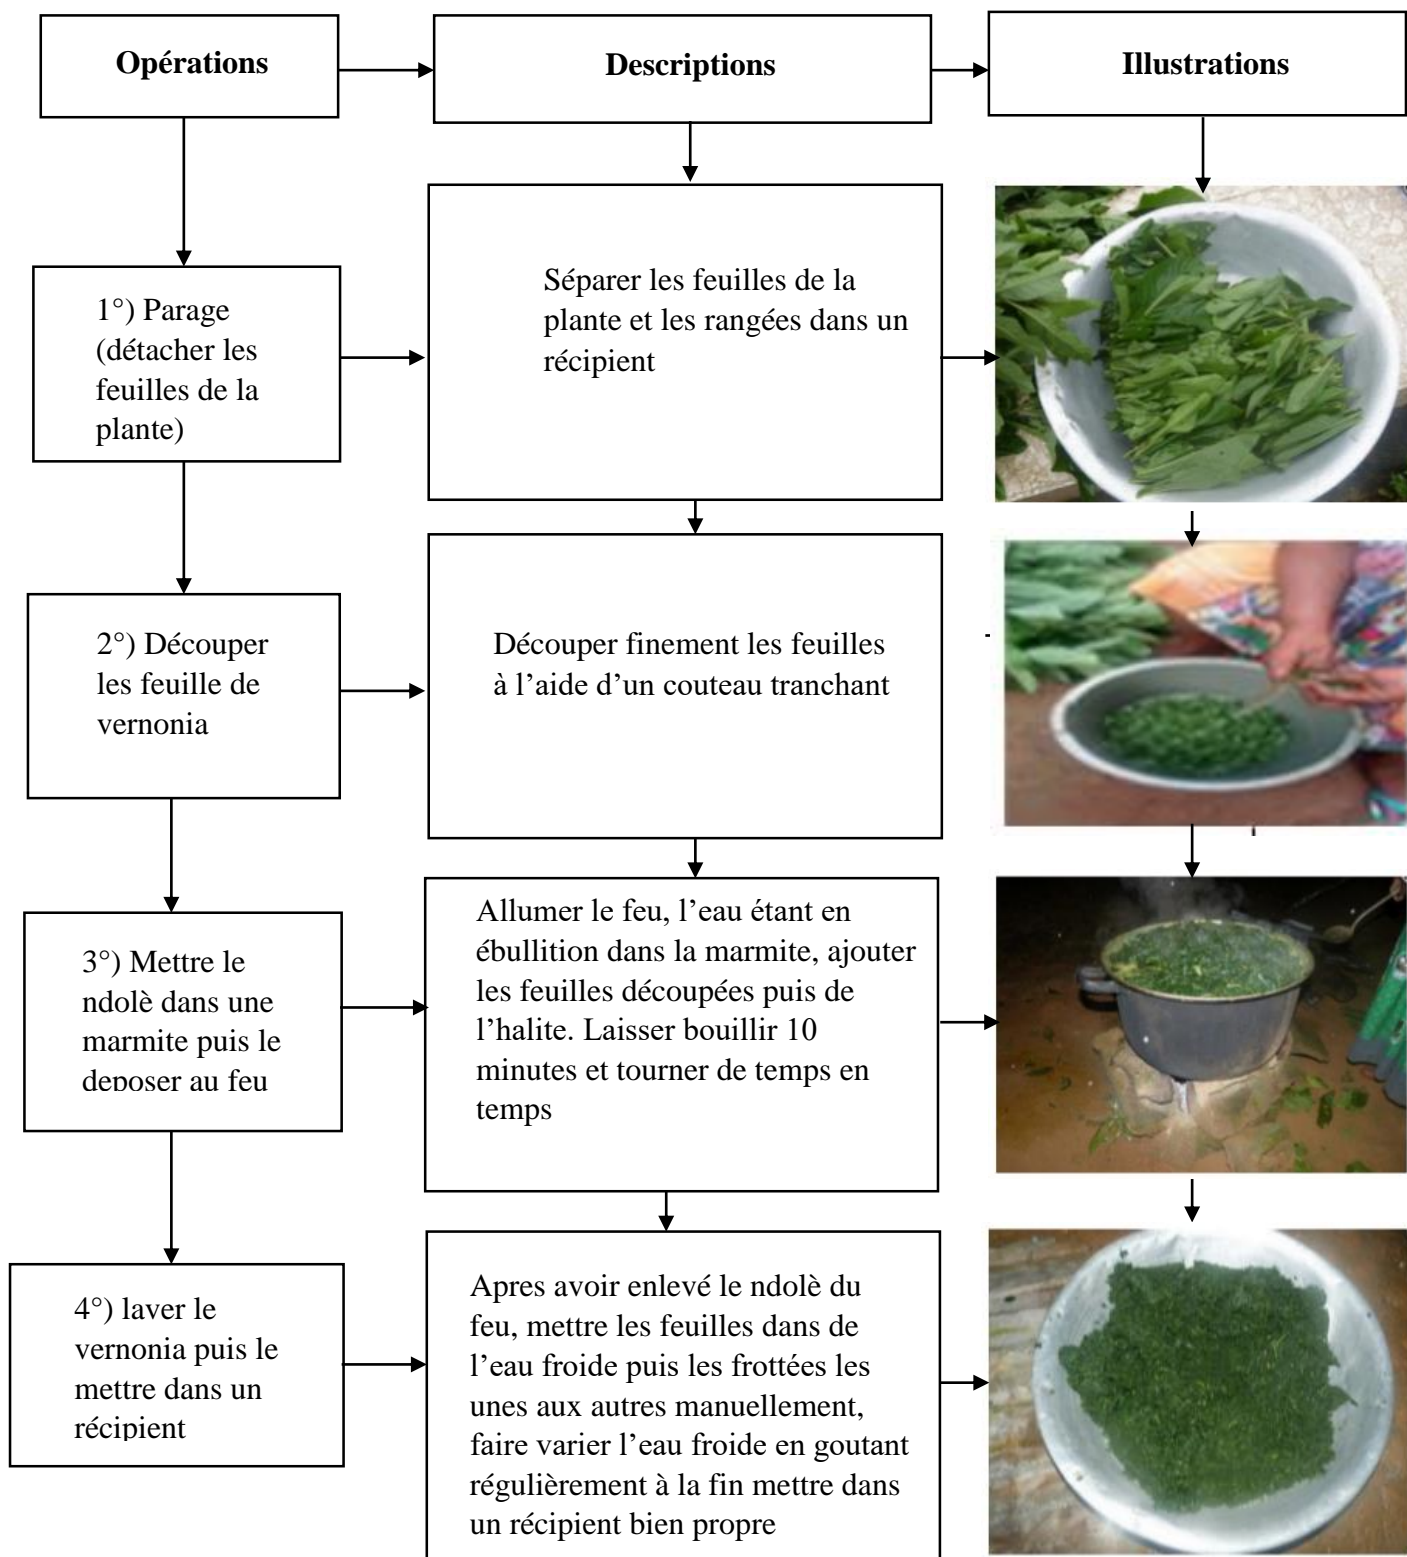 Opérations
Descriptions
Illustrations
1°) Parage
(détacher les
feuilles de la
plante)
Séparer les feuilles de la
plante et les rangées dans un
récipient
2°) Découper
les feuille de
vernonia
Découper finement les feuilles
à l’aide d’un couteau tranchant
3°) Mettre le
ndolè dans une
marmite puis le
deposer au feu
Allumer le feu, l’eau étant en
ébullition dans la marmite, ajouter
les feuilles découpées puis de
l’halite. Laisser bouillir 10
minutes et tourner de temps en
temps
4°) laver le
vernonia puis le
mettre dans un
récipient
Apres avoir enlevé le ndolè du
feu, mettre les feuilles dans de
l’eau froide puis les frottées les
unes aux autres manuellement,
faire varier l’eau froide en goutant
régulièrement à la fin mettre dans
un récipient bien propre